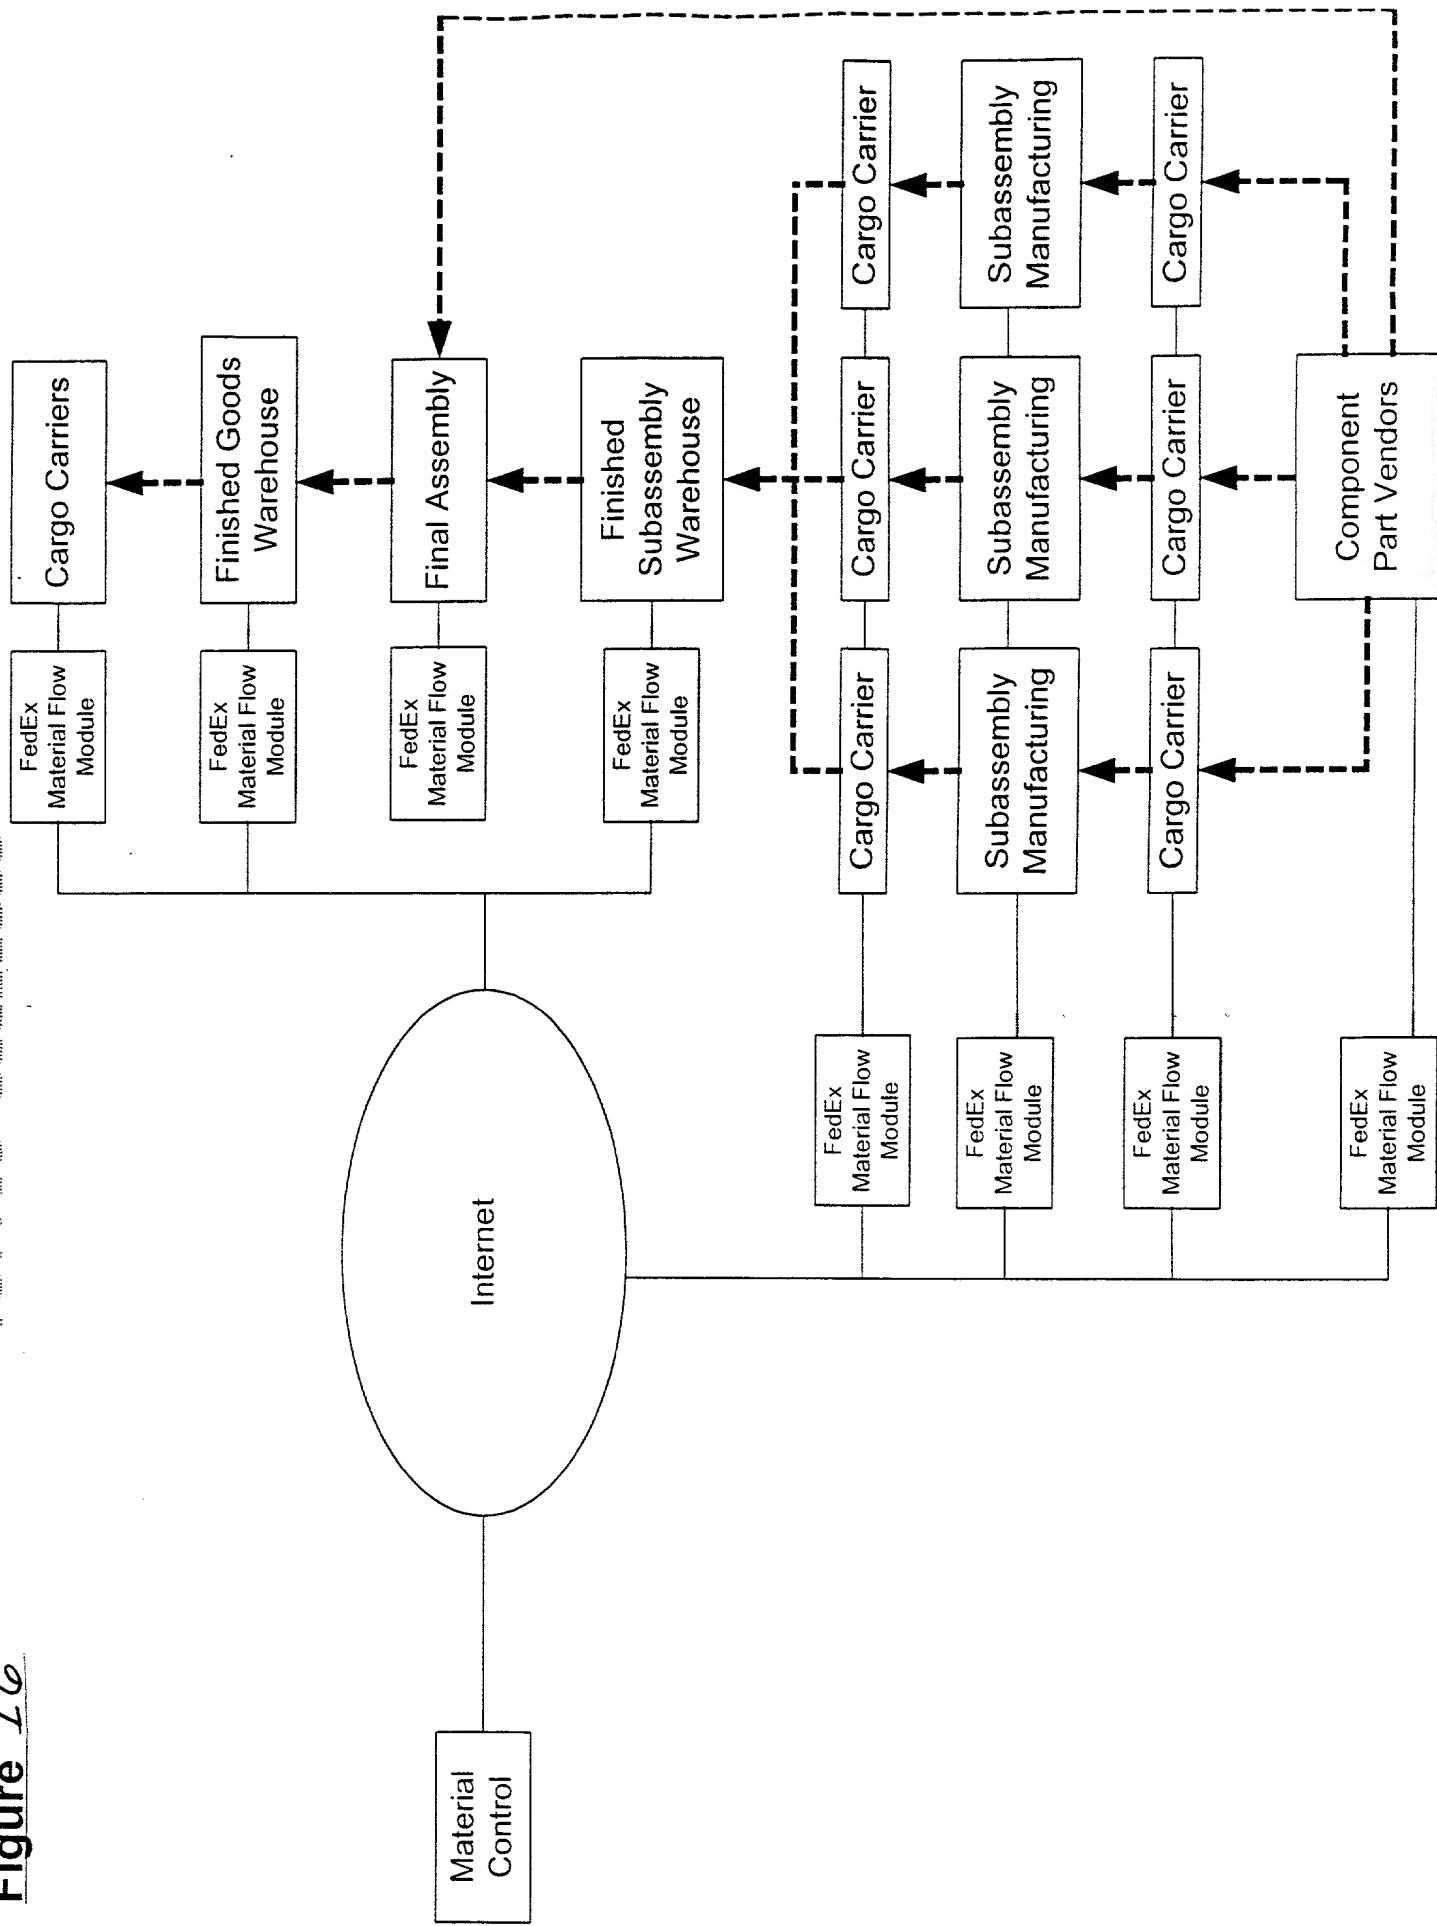 Figure 26
FedEx
Material Flow
Module
Cargo Carriers
FedEx
Material Flow
Module
Finished Goods
Warehouse
FedEx
Material Flow
Module
Final Assembly
Material
Control
Internet
FedEx
Material Flow
Module
Finished
Subassembly
Warehouse
FedEx
Material Flow
Module
Cargo Carrier
Cargo Carrier
Cargo Carrier
FedEx
Material Flow
Module
Subassembly
Manufacturing
Subassembly
Manufacturing
Subassembly
Manufacturing
FedEx
Material Flow
Module
Cargo Carrier
Cargo Carrier
Cargo Carrier
FedEx
Material Flow
Module
Component
Part Vendors